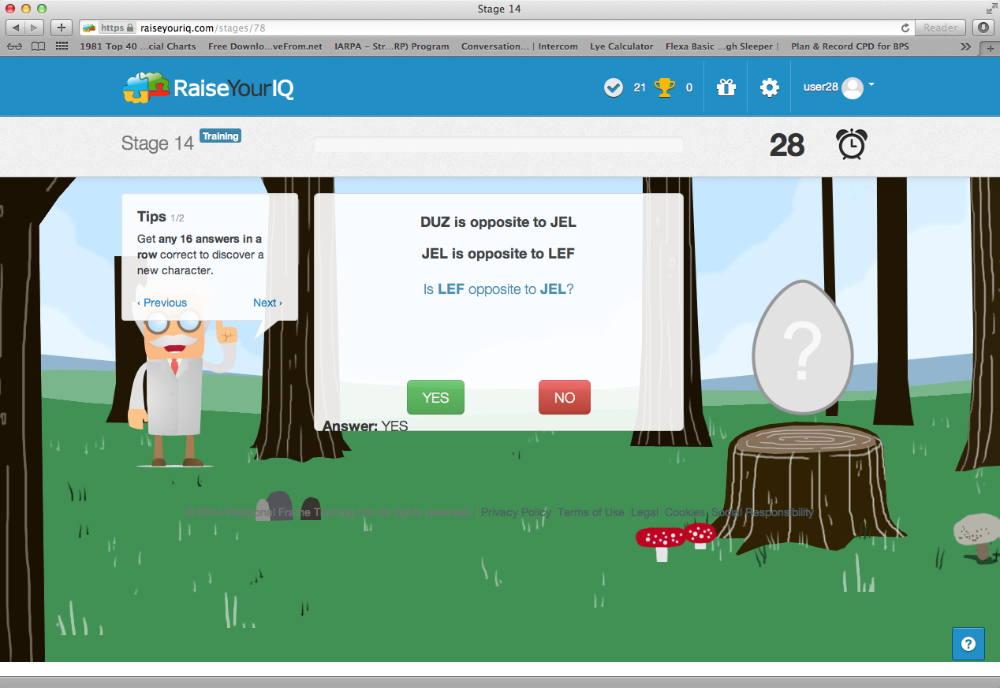 Stage 14
https raiseyouriq.com/stages/78
Reader
1981 Top 40 ...cial Charts Free Downlo...veFrom.net IARPA - Str...RP) Program Conversation... | Intercom Lye Calculator Flexa Basic ...gh Sleeper | Plan & Record CPD for BPS
RaiseYourIQ
21 0 user28
Stage 14 Training
28
Tips 1/2
Get any 16 answers in a
row correct to discover a
new character.
‹ Previous Next ›
DUZ is opposite to JEL
JEL is opposite to LEF
Is LEF opposite to JEL?
YES NO
Answer: YES
?
Relational Frame Training Ltd. All rights reserved. | Privacy Policy Terms of Use Legal Cookies Social Responsibility
?